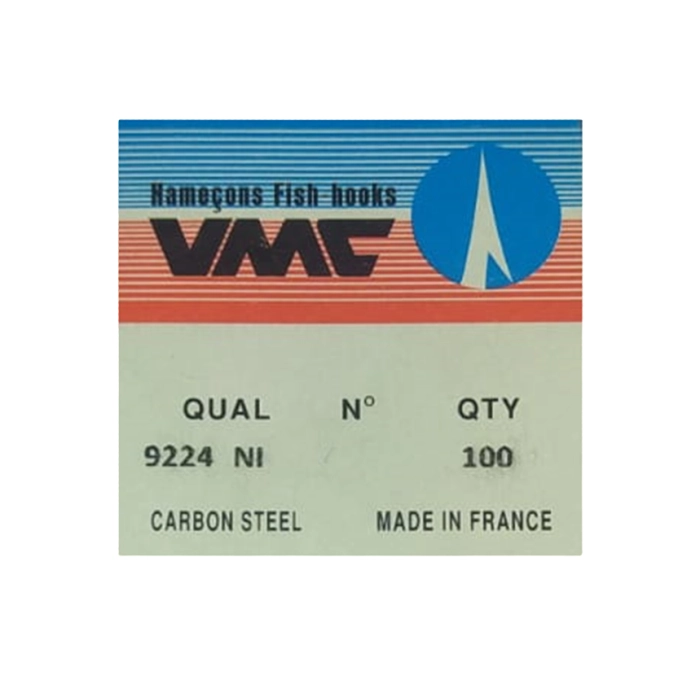 Hameçons Fish hooks
VMC
QUAL N° QTY
9224 NI 100
CARBON STEEL MADE IN FRANCE